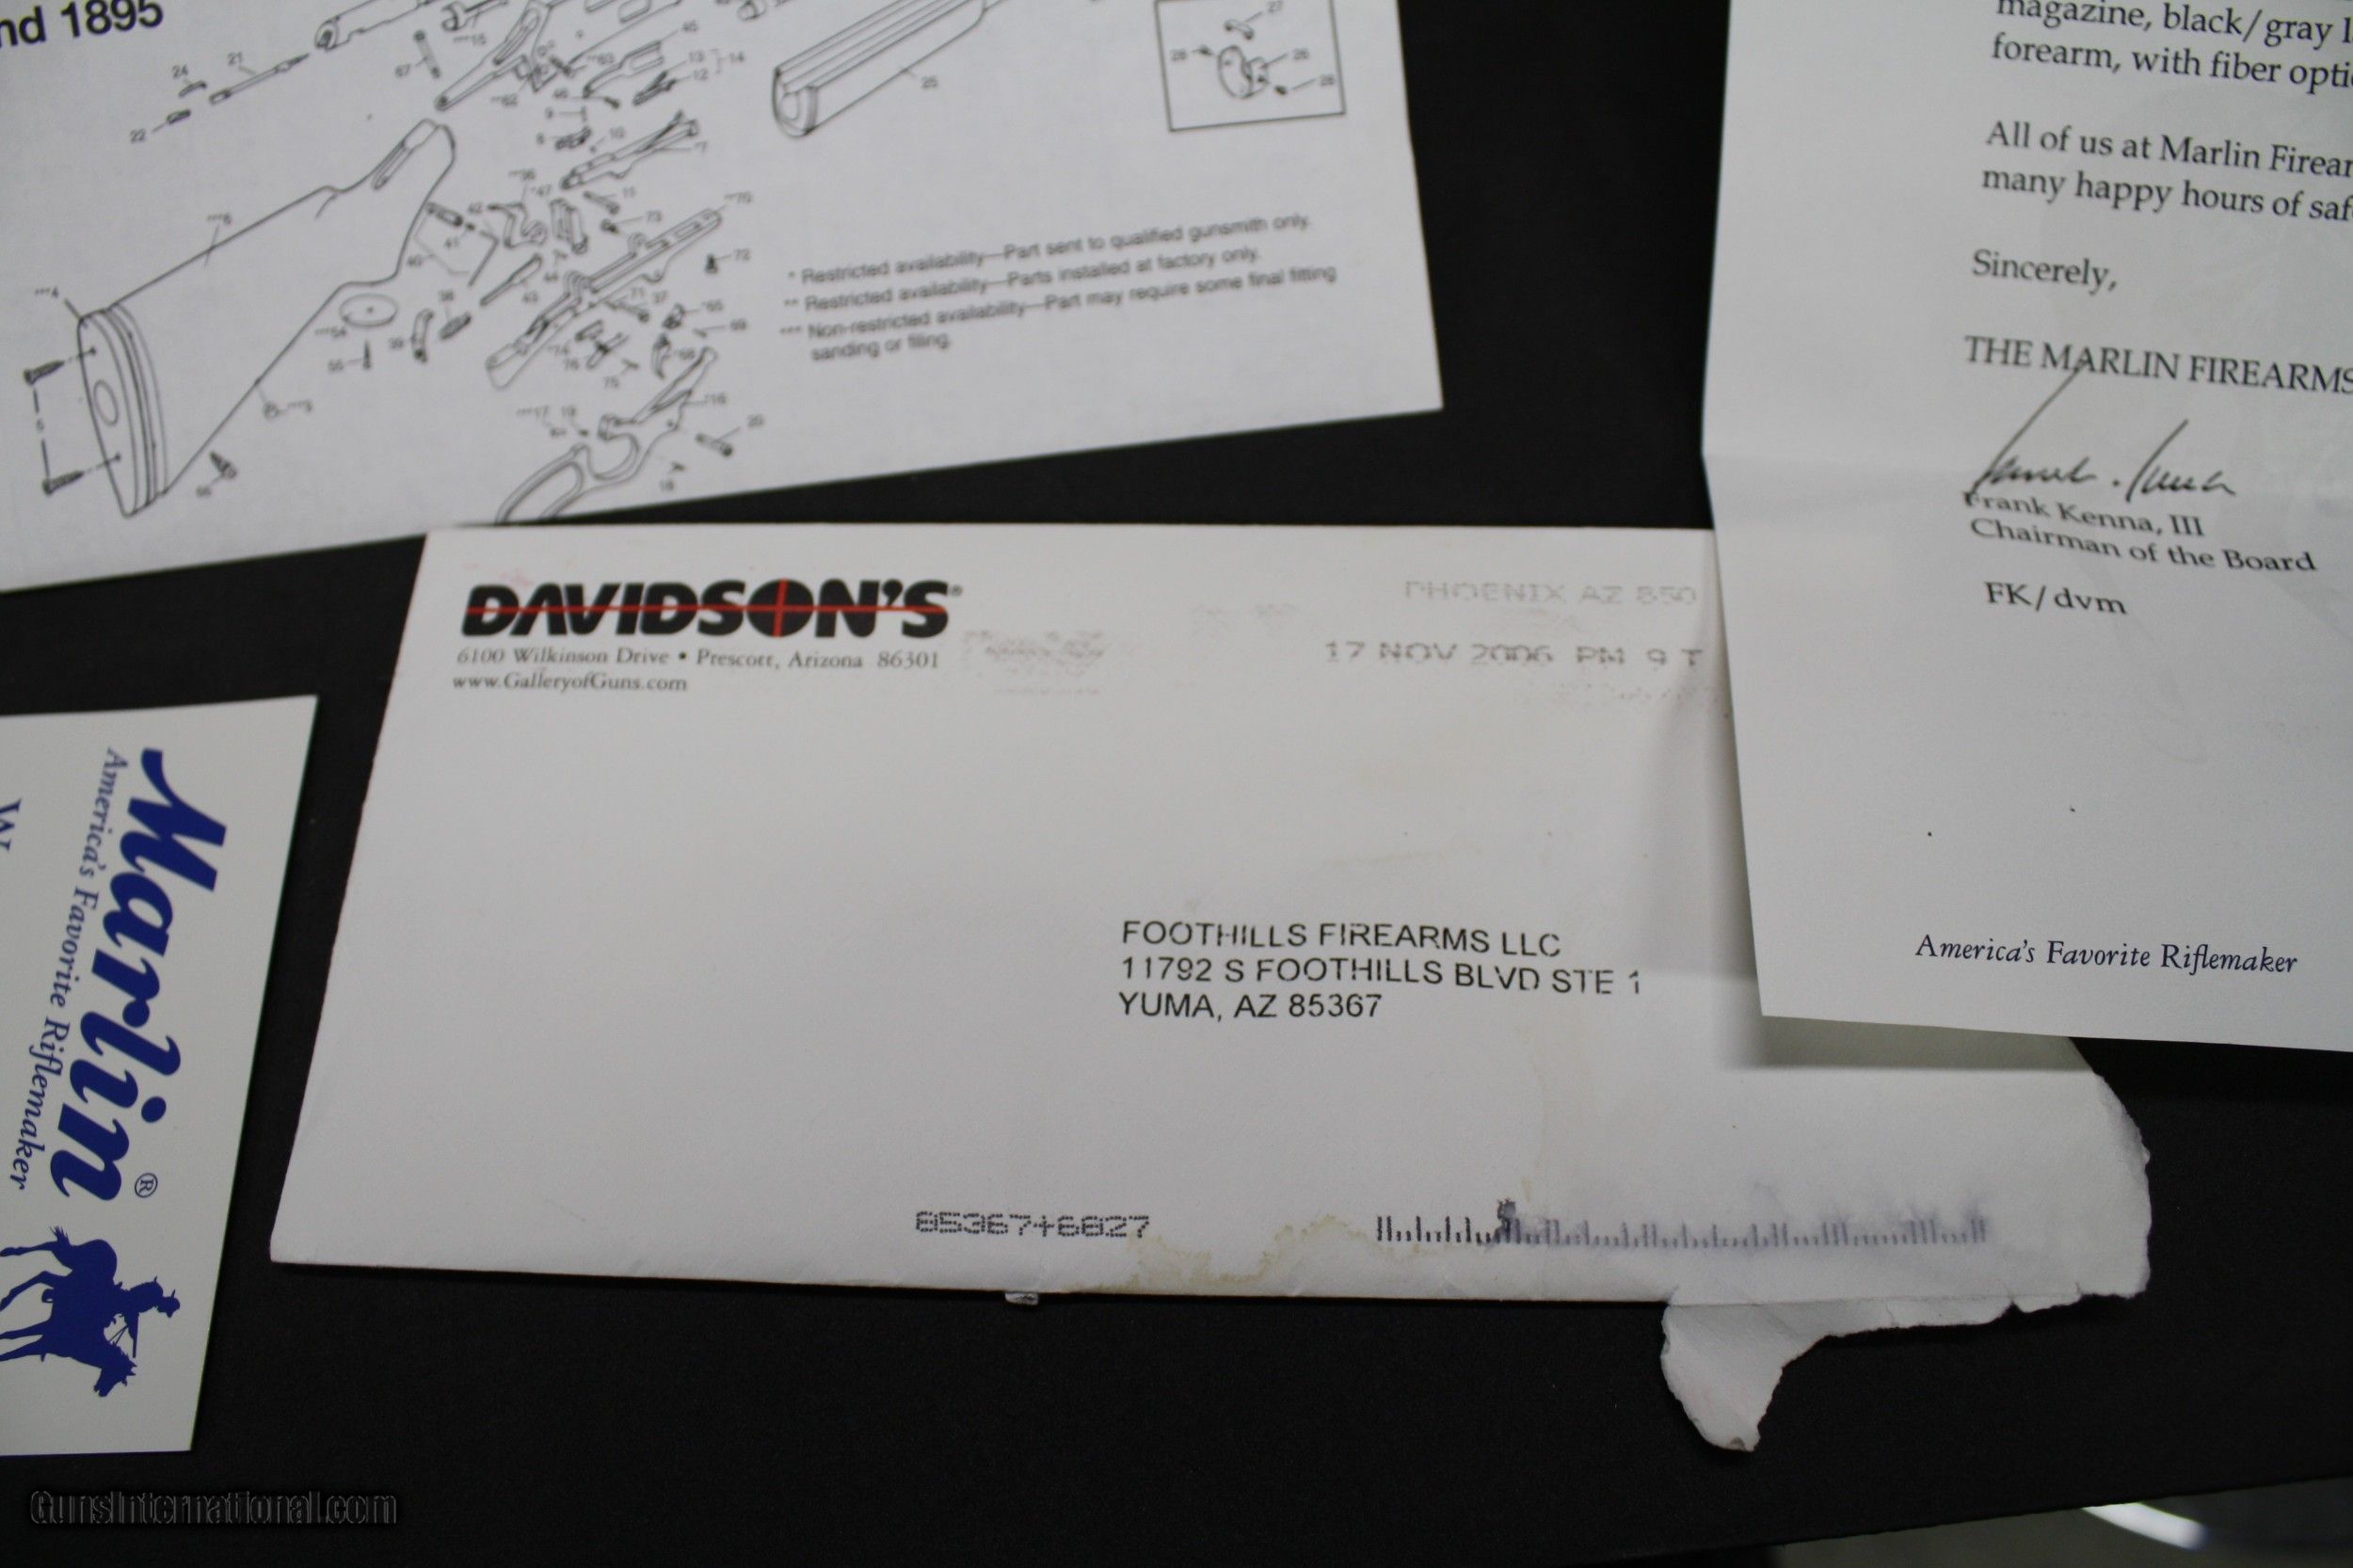 nd 1895
* Restricted availability—Part sent to qualified gunsmith only.
** Restricted availability—Parts installed at factory only.
*** Non-restricted availability—Part may require some final fitting
sanding or filing.
magazine, black/gray l
forearm, with fiber opti
All of us at Marlin Firear
many happy hours of saf
Sincerely,
THE MARLIN FIREARMS
Frank Kenna, III
Chairman of the Board
FK/dvm
America's Favorite Riflemaker
DAVIDSON'S®
6100 Wilkinson Drive • Prescott, Arizona 86301
www.GalleryofGuns.com
PHOENIX AZ 850
17 NOV 2006 PM 9 T
FOOTHILLS FIREARMS LLC
11792 S FOOTHILLS BLVD STE 1
YUMA, AZ 85367
85367+6827
Marlin®
America's Favorite Riflemaker
W
GunsInternational.com